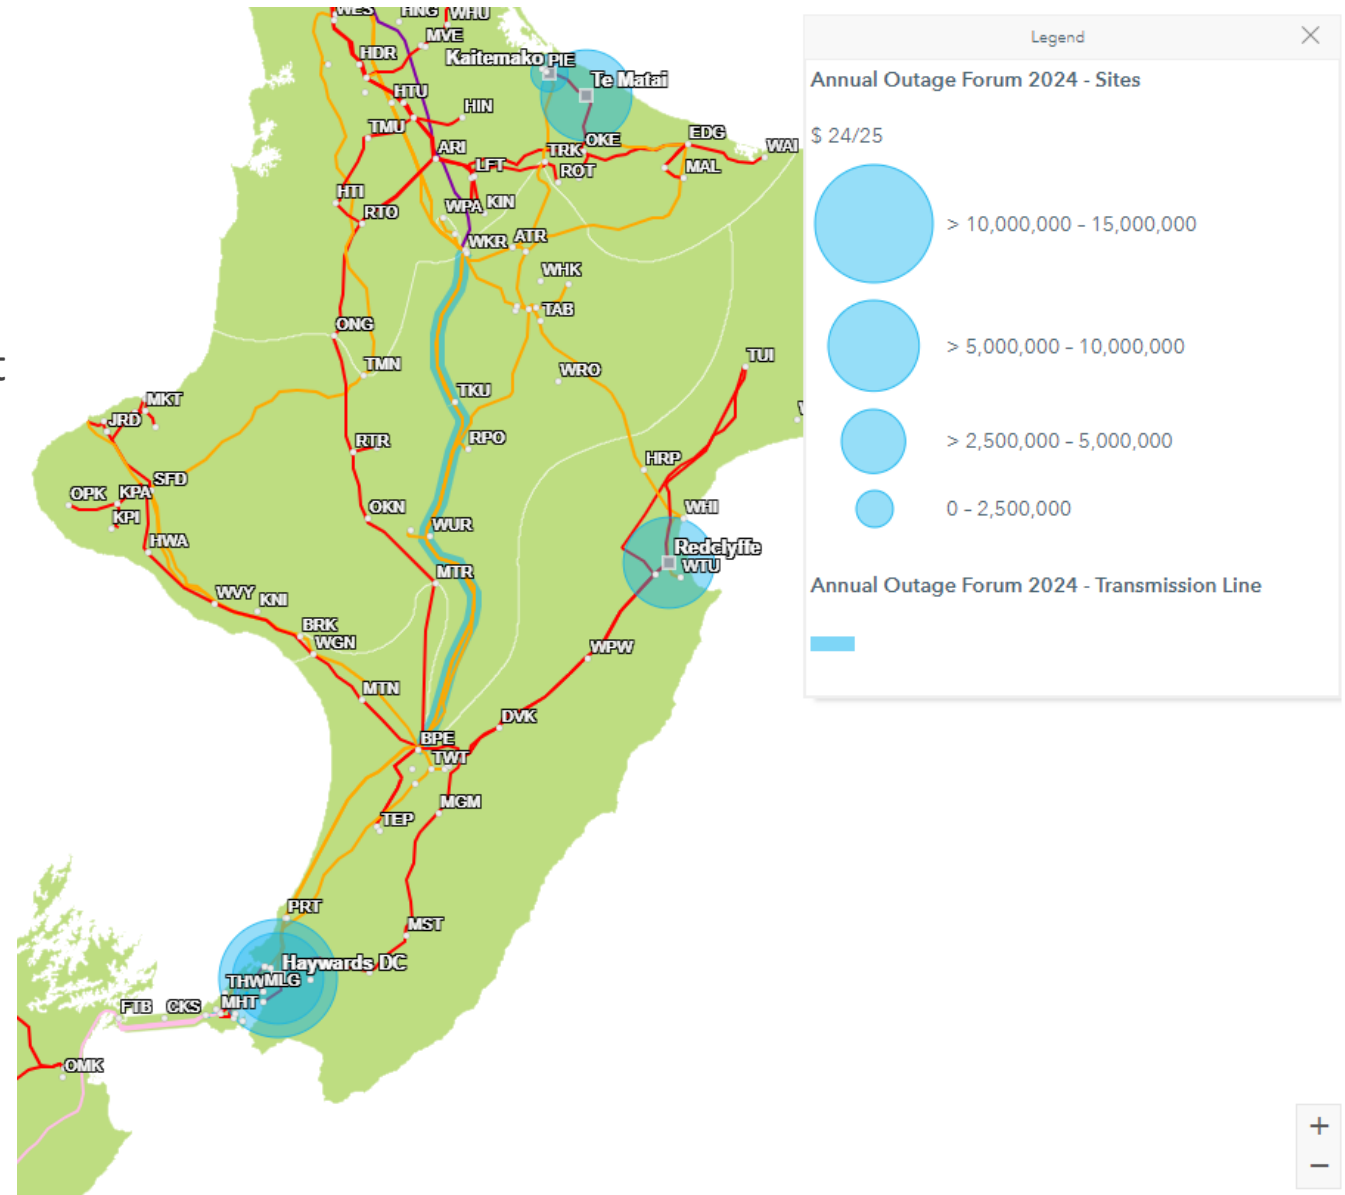 WES
HNG
WHU
MVE
HDR
Kaitemako
PIE
Te Matai
HTU
HIN
TMU
OKE
EDG
WAI
ARI
TRK
LFT
ROT
MAL
HTI
RTO
WPA
KIN
WKR
ATR
WHK
TAB
ONG
TMN
WRO
TUI
t
TKU
MKT
JRD
RTR
RPO
HRP
SFD
OPK
KPA
KPI
OKN
WHI
WUR
HWA
Redclyffe
WTU
MTR
WVY
KNI
BRK
WGN
WPW
MTN
DVK
BPE
TWT
MGM
TEP
PRT
MST
Haywards DC
THW
MLG
MHT
FTB
CKS
OMK
Legend
Annual Outage Forum 2024 - Sites
$ 24/25
> 10,000,000 – 15,000,000
> 5,000,000 – 10,000,000
> 2,500,000 – 5,000,000
0 – 2,500,000
Annual Outage Forum 2024 - Transmission Line
+
−